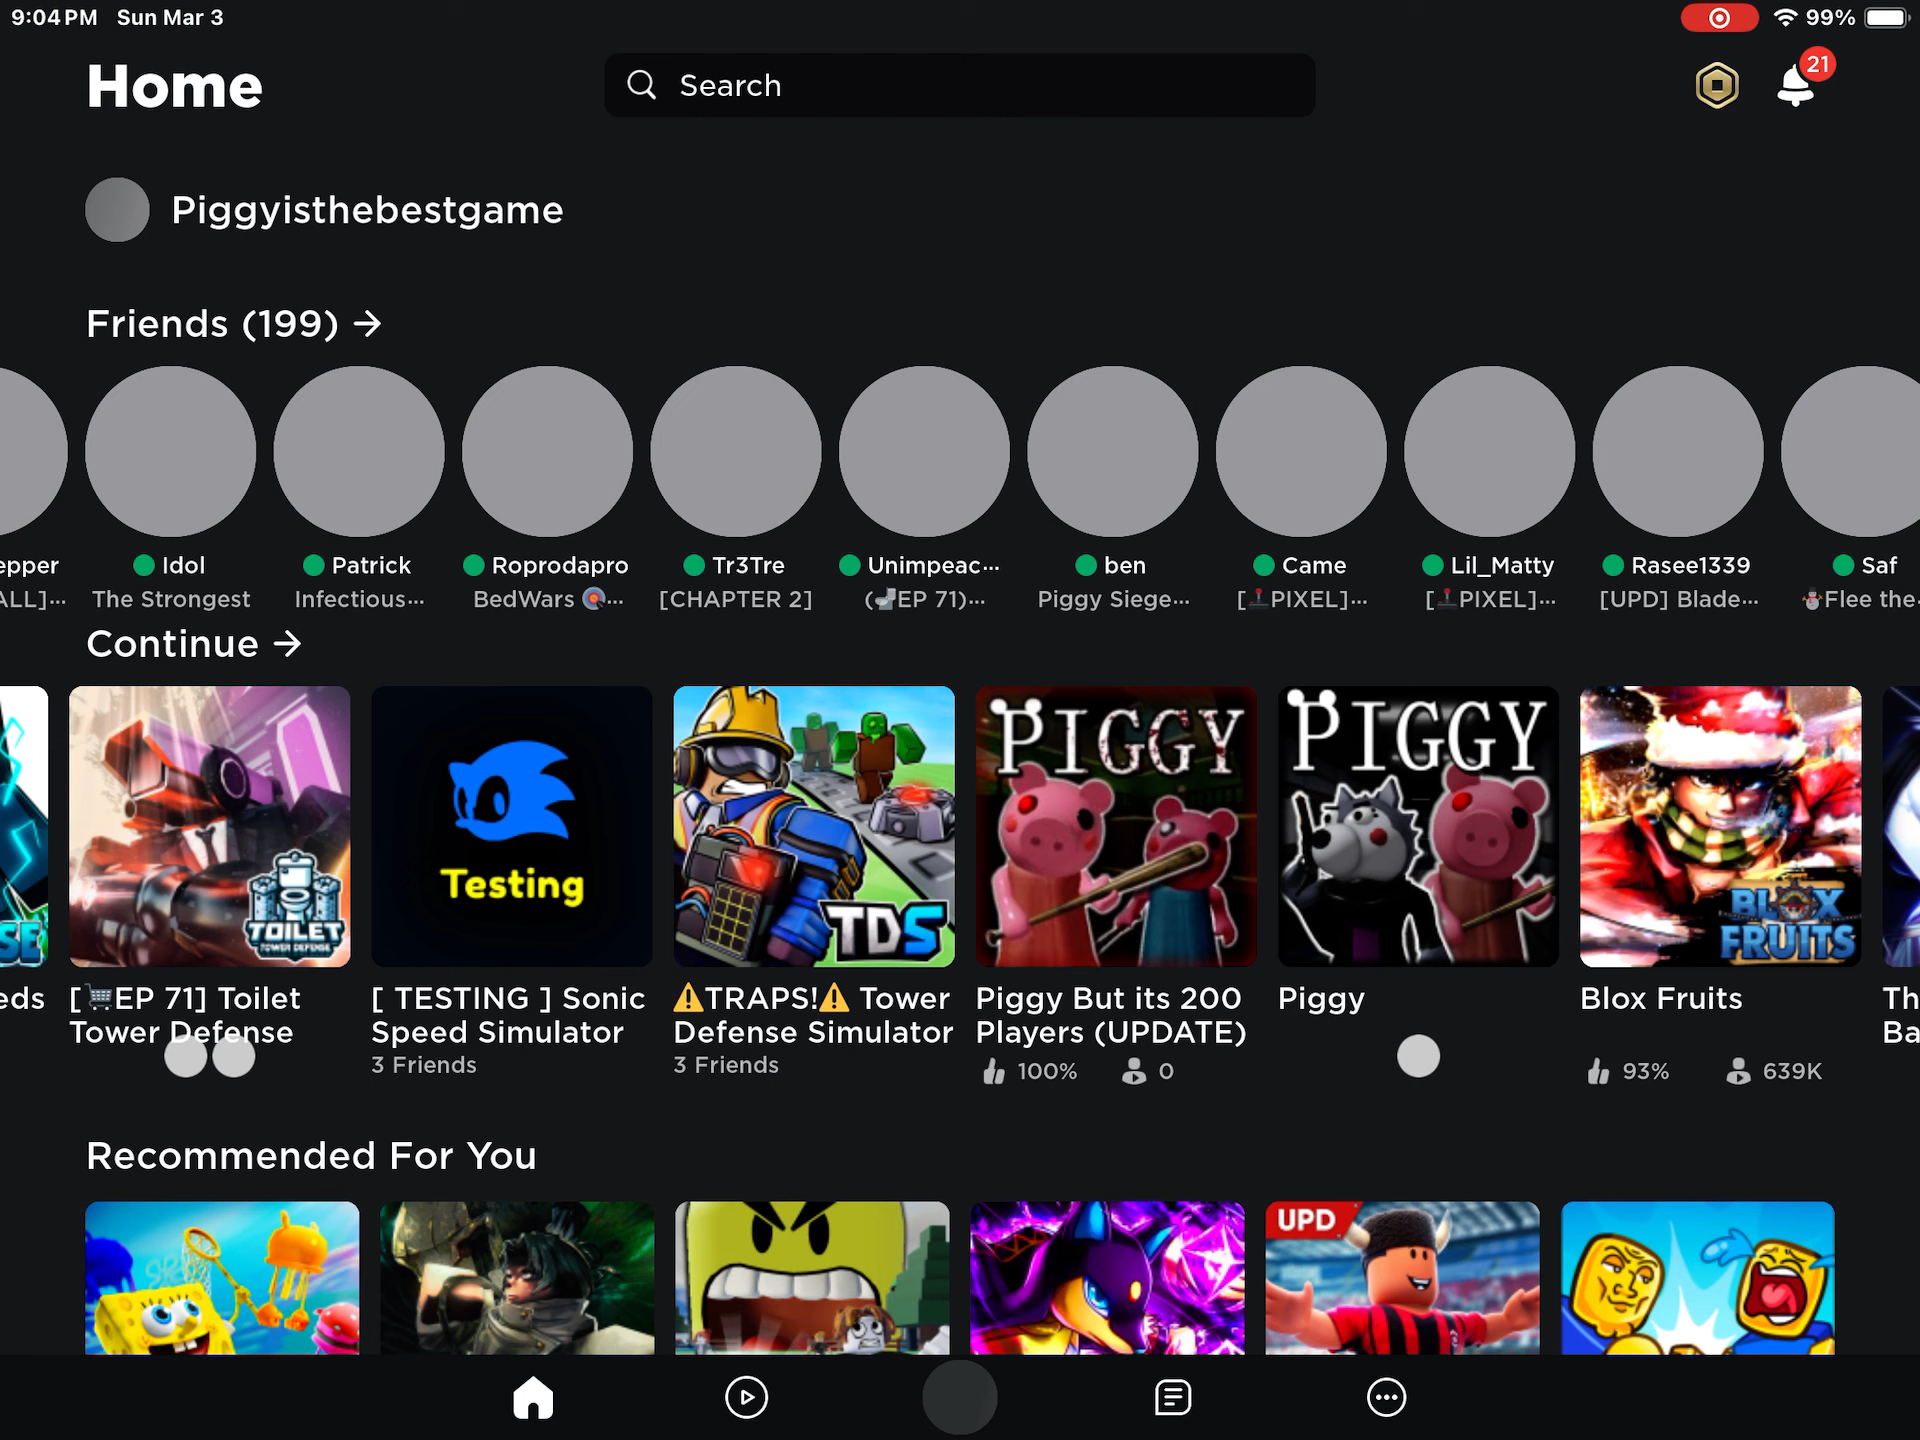 9:04 PM Sun Mar 3
99%
Home
Search
21
Piggyisthebestgame
Friends (199) →
epper
Idol
Patrick
Roprodapro
Tr3Tre
Unimpeac...
ben
Came
Lil_Matty
Rasee1339
Saf
ALL]...
The Strongest
Infectious...
BedWars 🎯...
[CHAPTER 2]
(🚽EP 71)...
Piggy Siege...
[🕹️PIXEL]...
[🕹️PIXEL]...
[UPD] Blade...
⛄Flee the
Continue →
SE
TOILET
TOWER DEFENSE
Testing
TDS
PIGGY
PIGGY
BLOX
FRUITS
eds
[🛒EP 71] Toilet
Tower Defense
[ TESTING ] Sonic
Speed Simulator
3 Friends
⚠️TRAPS!⚠️ Tower
Defense Simulator
3 Friends
Piggy But its 200
Players (UPDATE)
100%
0
Piggy
Blox Fruits
93%
639K
Th
Ba
Recommended For You
UPD